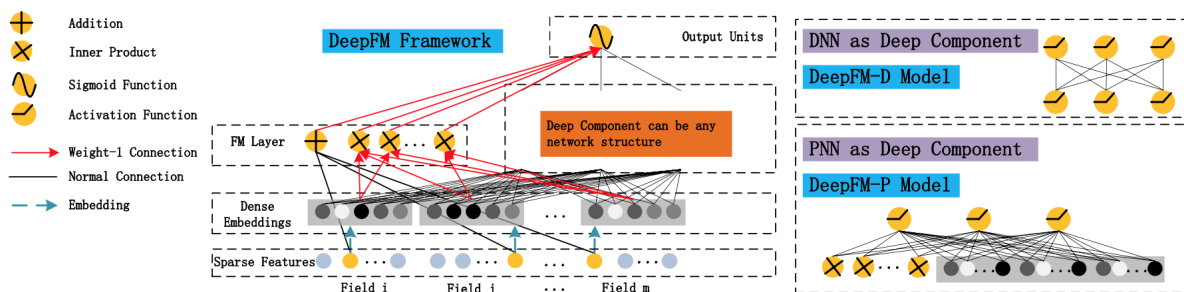 Addition
Inner Product
Sigmoid Function
Activation Function
Weight-1 Connection
Normal Connection
Embedding
DeepFM Framework
Output Units
Deep Component can be any
network structure
FM Layer
...
Dense
Embeddings
...
Sparse Features
... ... ... ... ...
Field i Field j ... Field m
DNN as Deep Component
DeepFM-D Model
PNN as Deep Component
DeepFM-P Model
... ...
... ... ...